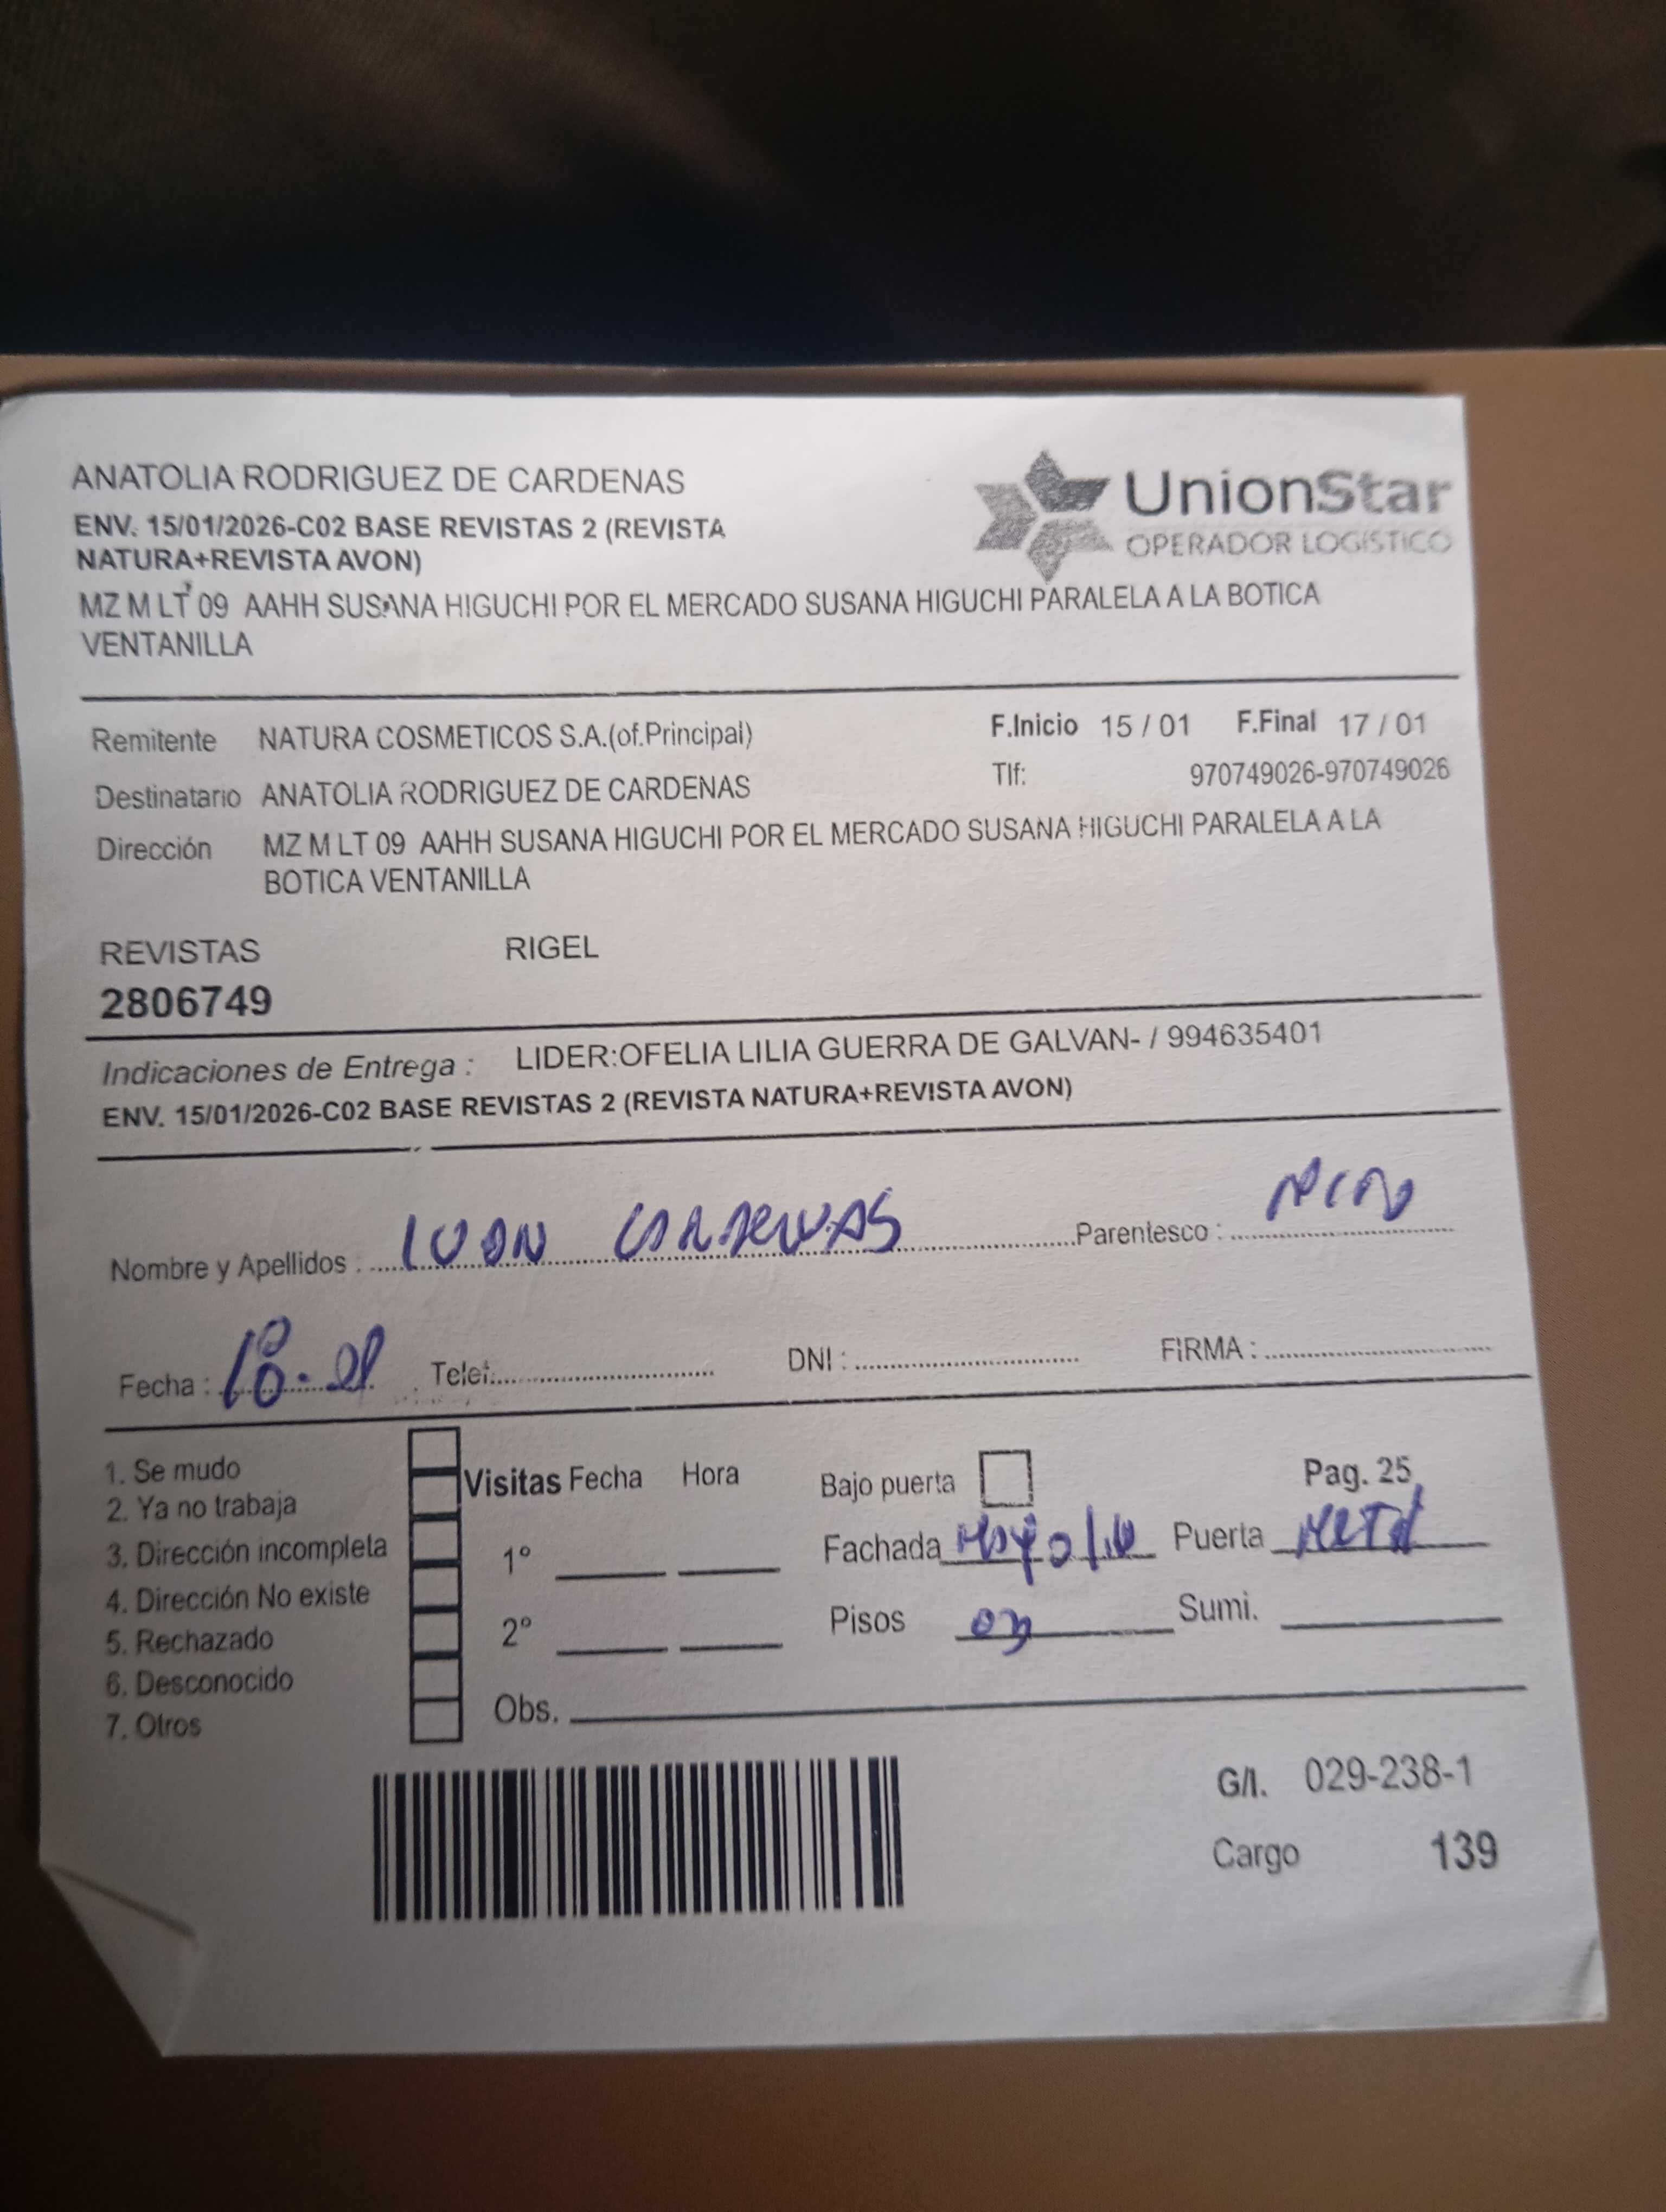 ANATOLIA RODRIGUEZ DE CARDENAS
UnionStar
OPERADOR LOGÍSTICO
ENV. 15/01/2026-C02 BASE REVISTAS 2 (REVISTA
NATURA+REVISTA AVON)
MZ M LT 09 AAHH SUSANA HIGUCHI POR EL MERCADO SUSANA HIGUCHI PARALELA A LA BOTICA
VENTANILLA
Remitente NATURA COSMETICOS S.A.(of.Principal) F.Inicio 15 / 01 F.Final 17 / 01
Destinatario ANATOLIA RODRIGUEZ DE CARDENAS Tlf: 970749026-970749026
Dirección MZ M LT 09 AAHH SUSANA HIGUCHI POR EL MERCADO SUSANA HIGUCHI PARALELA A LA
BOTICA VENTANILLA
REVISTAS RIGEL
2806749
Indicaciones de Entrega : LIDER:OFELIA LILIA GUERRA DE GALVAN- / 994635401
ENV. 15/01/2026-C02 BASE REVISTAS 2 (REVISTA NATURA+REVISTA AVON)
Nombre y Apellidos : IVAN CARDENAS Parentesco :
Fecha : Telef: DNI : FIRMA :
1. Se mudo
2. Ya no trabaja
3. Dirección incompleta
4. Dirección No existe
5. Rechazado
6. Desconocido
7. Otros
Visitas Fecha Hora
1º
2º
Obs.
Bajo puerta Pag. 25
Fachada Puerta Metal
Pisos 03 Sumi.
G/I. 029-238-1
Cargo 139